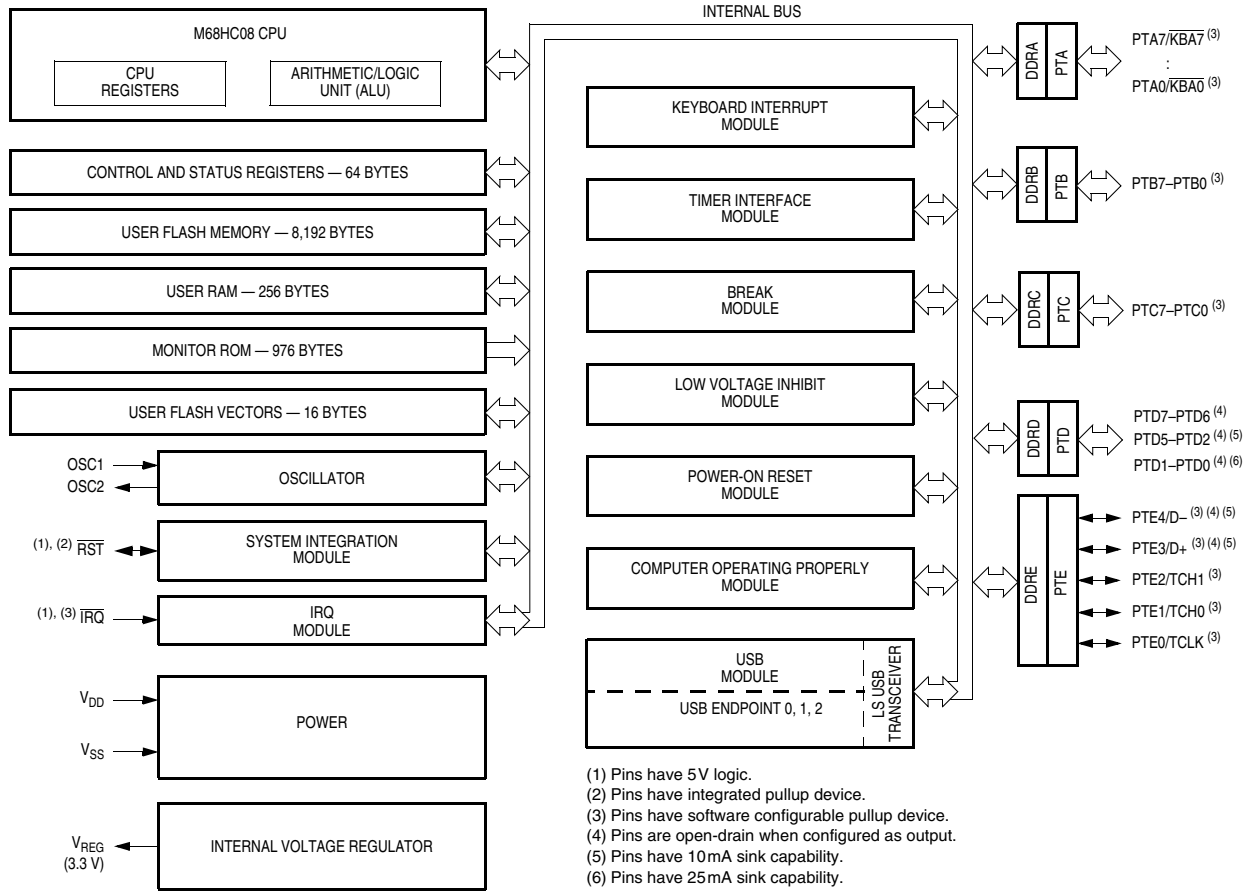 INTERNAL BUS
M68HC08 CPU
CPU
REGISTERS
ARITHMETIC/LOGIC
UNIT (ALU)
CONTROL AND STATUS REGISTERS — 64 BYTES
USER FLASH MEMORY — 8,192 BYTES
USER RAM — 256 BYTES
MONITOR ROM — 976 BYTES
USER FLASH VECTORS — 16 BYTES
OSC1
OSC2
OSCILLATOR
(1), (2) RST
SYSTEM INTEGRATION
MODULE
(1), (3) IRQ
IRQ
MODULE
VDD
VSS
POWER
VREG
(3.3 V)
INTERNAL VOLTAGE REGULATOR
KEYBOARD INTERRUPT
MODULE
TIMER INTERFACE
MODULE
BREAK
MODULE
LOW VOLTAGE INHIBIT
MODULE
POWER-ON RESET
MODULE
COMPUTER OPERATING PROPERLY
MODULE
USB
MODULE
USB ENDPOINT 0, 1, 2
LS USB
TRANSCEIVER
DDRA
PTA
PTA7/KBA7 (3)
:
PTA0/KBA0 (3)
DDRB
PTB
PTB7–PTB0 (3)
DDRC
PTC
PTC7–PTC0 (3)
DDRD
PTD
PTD7–PTD6 (4)
PTD5–PTD2 (4) (5)
PTD1–PTD0 (4) (6)
DDRE
PTE
PTE4/D– (3) (4) (5)
PTE3/D+ (3) (4) (5)
PTE2/TCH1 (3)
PTE1/TCH0 (3)
PTE0/TCLK (3)
(1) Pins have 5V logic.
(2) Pins have integrated pullup device.
(3) Pins have software configurable pullup device.
(4) Pins are open-drain when configured as output.
(5) Pins have 10mA sink capability.
(6) Pins have 25mA sink capability.